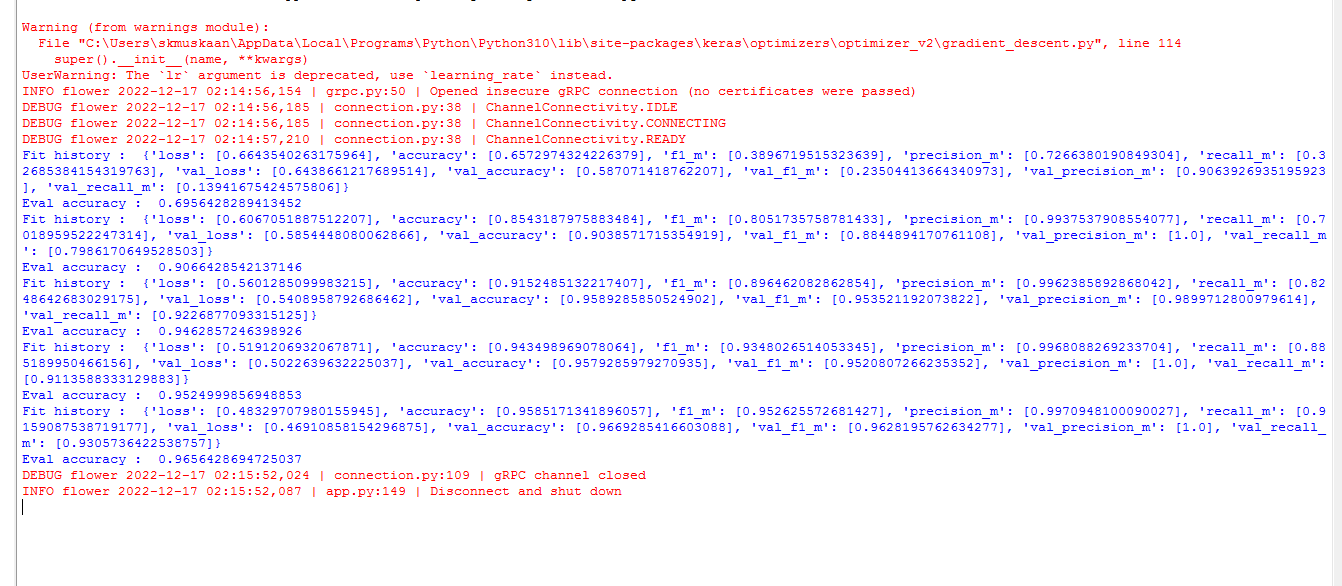 Warning (from warnings module):
File "C:\Users\skmuskaan\AppData\Local\Programs\Python\Python310\lib\site-packages\keras\optimizers\optimizer_v2\gradient_descent.py", line 114
super().__init__(name, **kwargs)
UserWarning: The `lr` argument is deprecated, use `learning_rate` instead.
INFO flower 2022-12-17 02:14:56,154 | grpc.py:50 | Opened insecure gRPC connection (no certificates were passed)
DEBUG flower 2022-12-17 02:14:56,185 | connection.py:38 | ChannelConnectivity.IDLE
DEBUG flower 2022-12-17 02:14:56,185 | connection.py:38 | ChannelConnectivity.CONNECTING
DEBUG flower 2022-12-17 02:14:57,210 | connection.py:38 | ChannelConnectivity.READY
Fit history :  {'loss': [0.6643540263175964], 'accuracy': [0.6572974324226379], 'f1_m': [0.3896719515323639], 'precision_m': [0.7266380190849304], 'recall_m': [0.3
2685384154319763], 'val_loss': [0.6438661217689514], 'val_accuracy': [0.587071418762207], 'val_f1_m': [0.23504413664340973], 'val_precision_m': [0.9063926935195923
], 'val_recall_m': [0.13941675424575806]}
Eval accuracy :  0.6956428289413452
Fit history :  {'loss': [0.6067051887512207], 'accuracy': [0.8543187975883484], 'f1_m': [0.8051735758781433], 'precision_m': [0.9937537908554077], 'recall_m': [0.7
018959522247314], 'val_loss': [0.5854448080062866], 'val_accuracy': [0.9038571715354919], 'val_f1_m': [0.8844894170761108], 'val_precision_m': [1.0], 'val_recall_m
': [0.7986170649528503]}
Eval accuracy :  0.9066428542137146
Fit history :  {'loss': [0.5601285099983215], 'accuracy': [0.9152485132217407], 'f1_m': [0.896462082862854], 'precision_m': [0.9962385892868042], 'recall_m': [0.82
48642683029175], 'val_loss': [0.5408958792686462], 'val_accuracy': [0.9589285850524902], 'val_f1_m': [0.953521192073822], 'val_precision_m': [0.9899712800979614],
'val_recall_m': [0.9226877093315125]}
Eval accuracy :  0.9462857246398926
Fit history :  {'loss': [0.5191206932067871], 'accuracy': [0.943498969078064], 'f1_m': [0.9348026514053345], 'precision_m': [0.9968088269233704], 'recall_m': [0.88
5189950466156], 'val_loss': [0.5022639632225037], 'val_accuracy': [0.9579285979270935], 'val_f1_m': [0.9520807266235352], 'val_precision_m': [1.0], 'val_recall_m':
[0.9113588333129883]}
Eval accuracy :  0.9524999856948853
Fit history :  {'loss': [0.48329707980155945], 'accuracy': [0.9585171341896057], 'f1_m': [0.952625572681427], 'precision_m': [0.9970948100090027], 'recall_m': [0.9
159087538719177], 'val_loss': [0.46910858154296875], 'val_accuracy': [0.9669285416603088], 'val_f1_m': [0.9628195762634277], 'val_precision_m': [1.0], 'val_recall_
m': [0.9305736422538757]}
Eval accuracy :  0.9656428694725037
DEBUG flower 2022-12-17 02:15:52,024 | connection.py:109 | gRPC channel closed
INFO flower 2022-12-17 02:15:52,087 | app.py:149 | Disconnect and shut down